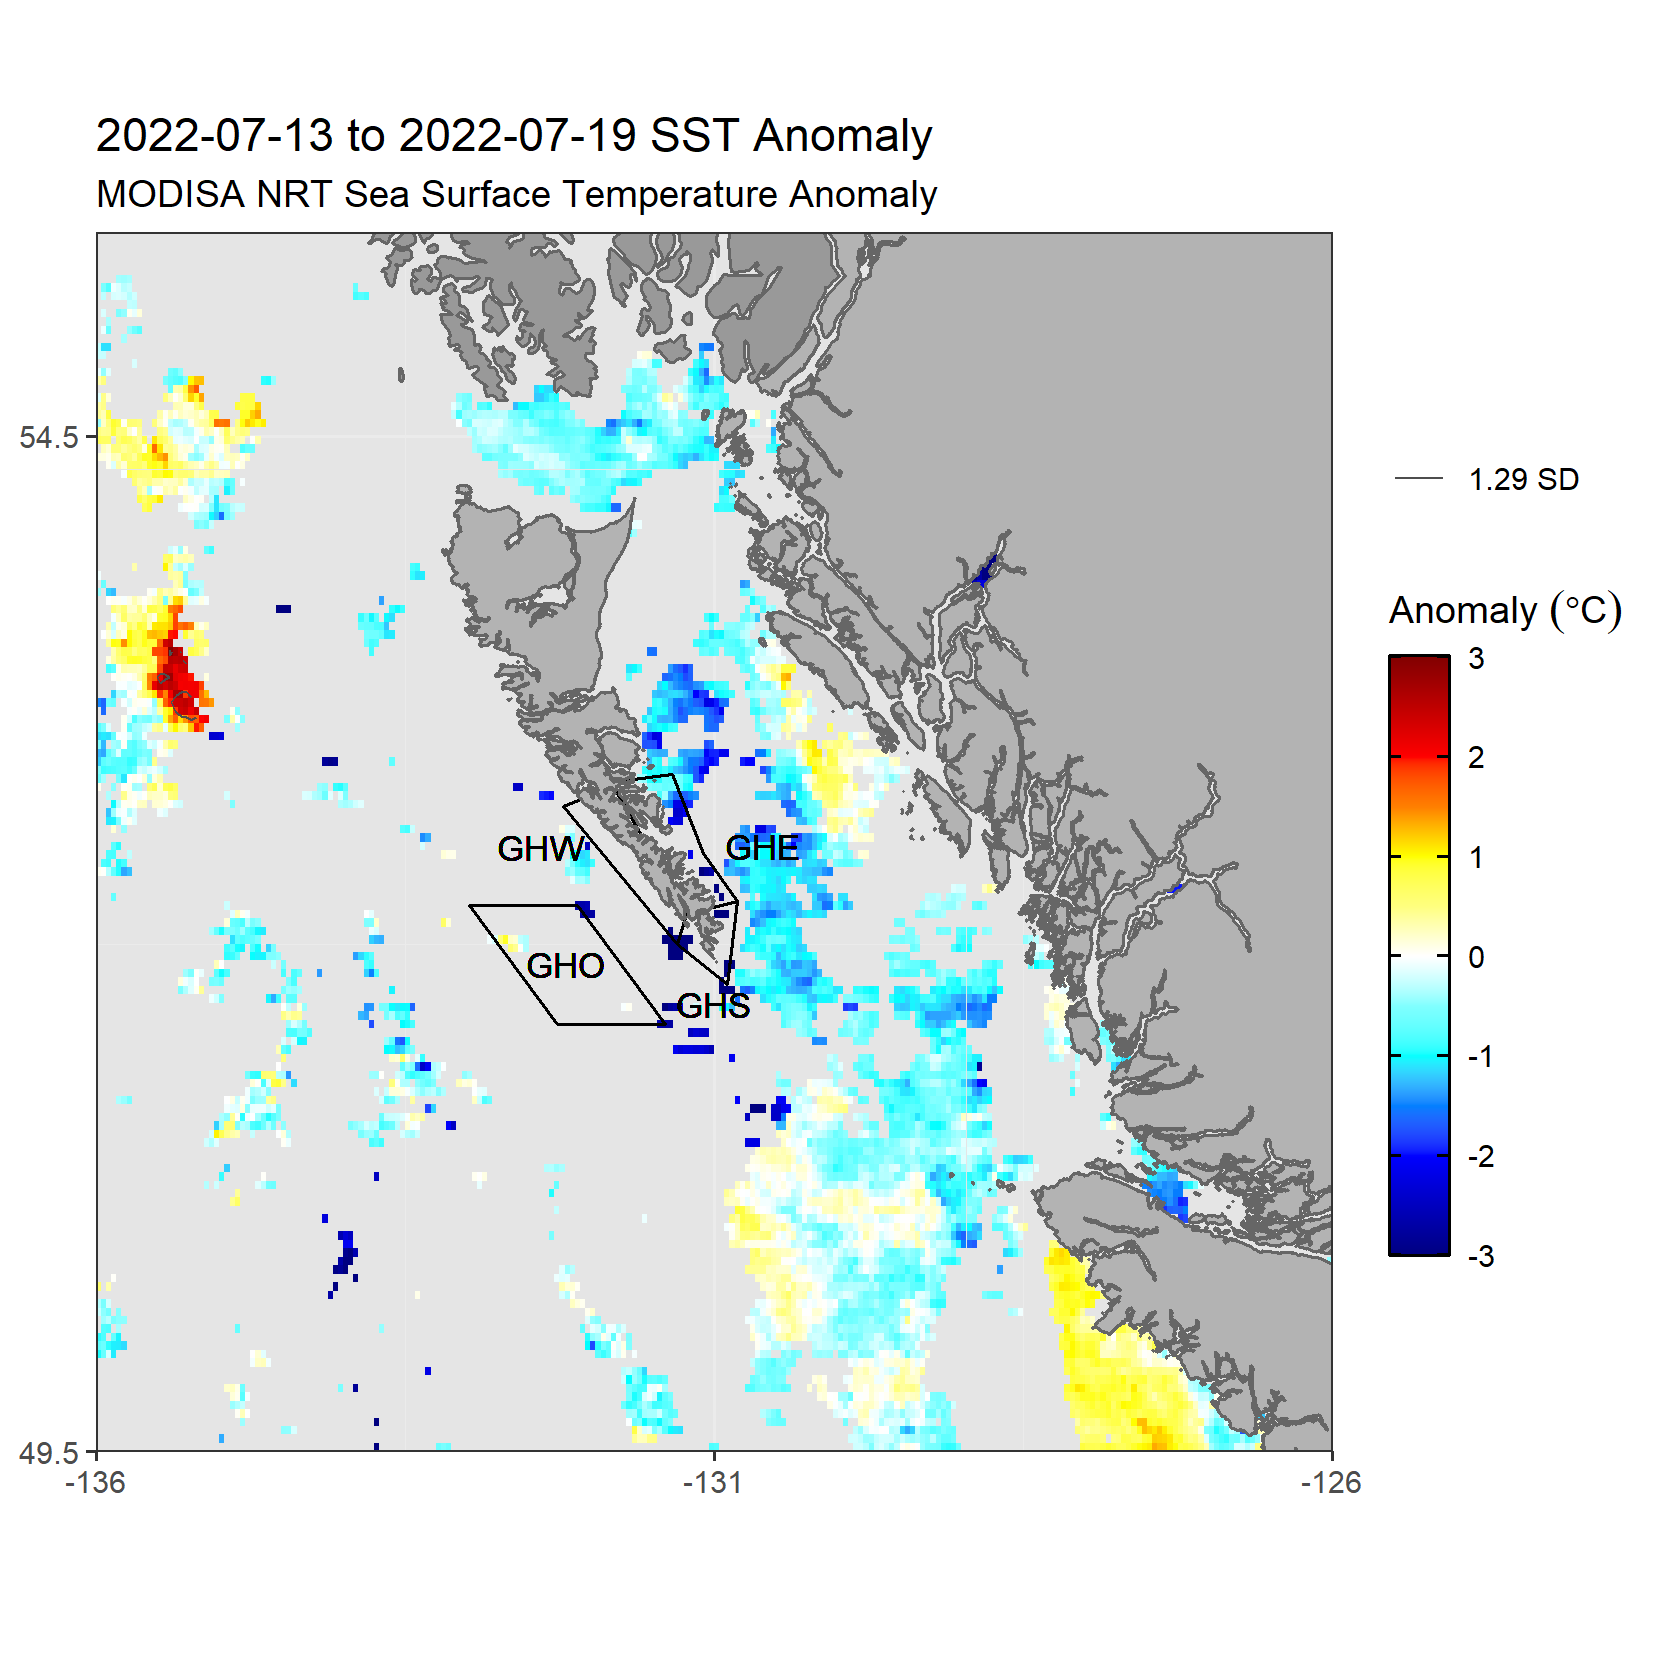 2022-07-13 to 2022-07-19 SST Anomaly
MODISA NRT Sea Surface Temperature Anomaly
54.5
49.5
-136
-131
-126
GHW
GHE
GHO
GHS
1.29 SD
Anomaly (°C)
3
2
1
0
-1
-2
-3